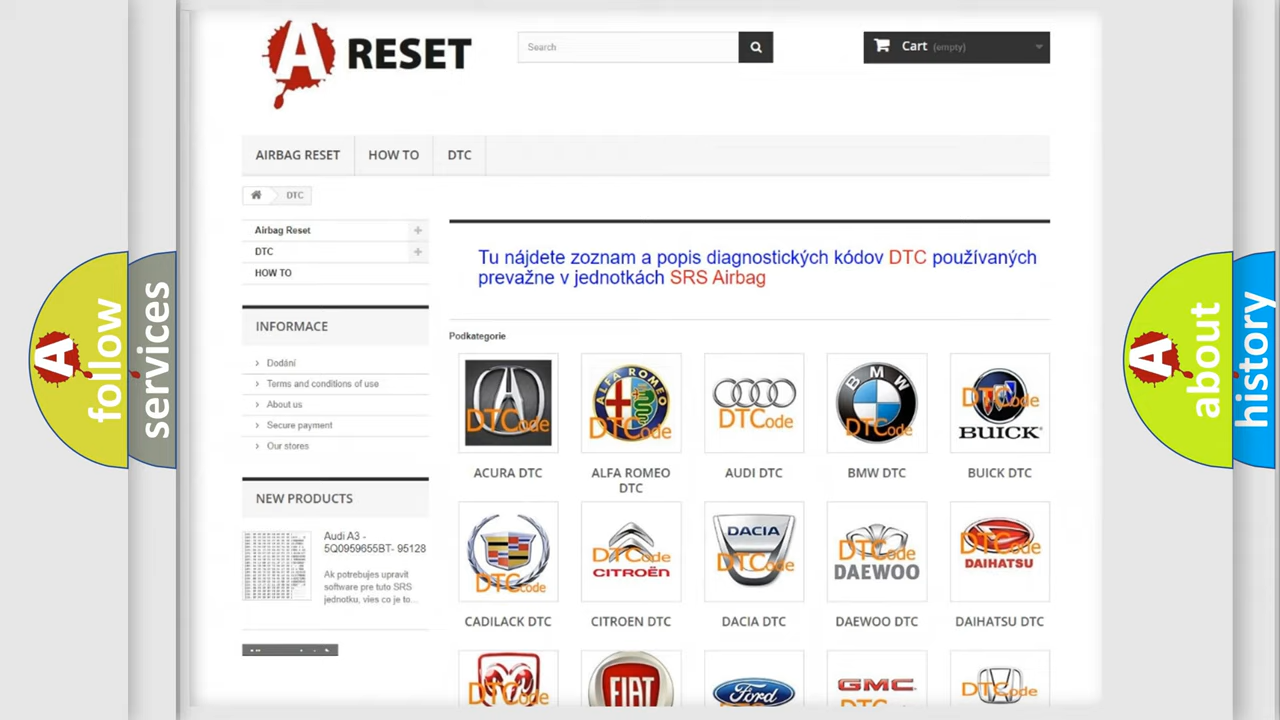 A RESET
Search
Cart (empty)
AIRBAG RESET
HOW TO
DTC
DTC
Airbag Reset
DTC
HOW TO
Tu nájdete zoznam a popis diagnostických kódov DTC používaných
prevažne v jednotkách SRS Airbag
INFORMACE
Dodání
Terms and conditions of use
About us
Secure payment
Our stores
NEW PRODUCTS
Audi A3 -
5Q0959655BT- 95128
Ak potrebujes upravit
software pre tuto SRS
jednotku, vies co je to...
Podkategorie
DTCode
ALFA ROMEO
DTCode
DTCode
BMW
DTCode
DTCode
BUICK
ACURA DTC
ALFA ROMEO
DTC
AUDI DTC
BMW DTC
BUICK DTC
DTCode
DTCode
CITROËN
DACIA
DTCode
DTCode
DAEWOO
DTCode
DAIHATSU
CADILACK DTC
CITROEN DTC
DACIA DTC
DAEWOO DTC
DAIHATSU DTC
DTCode
FIAT
Ford
GMC
DTCode
A follow
services
A about
history